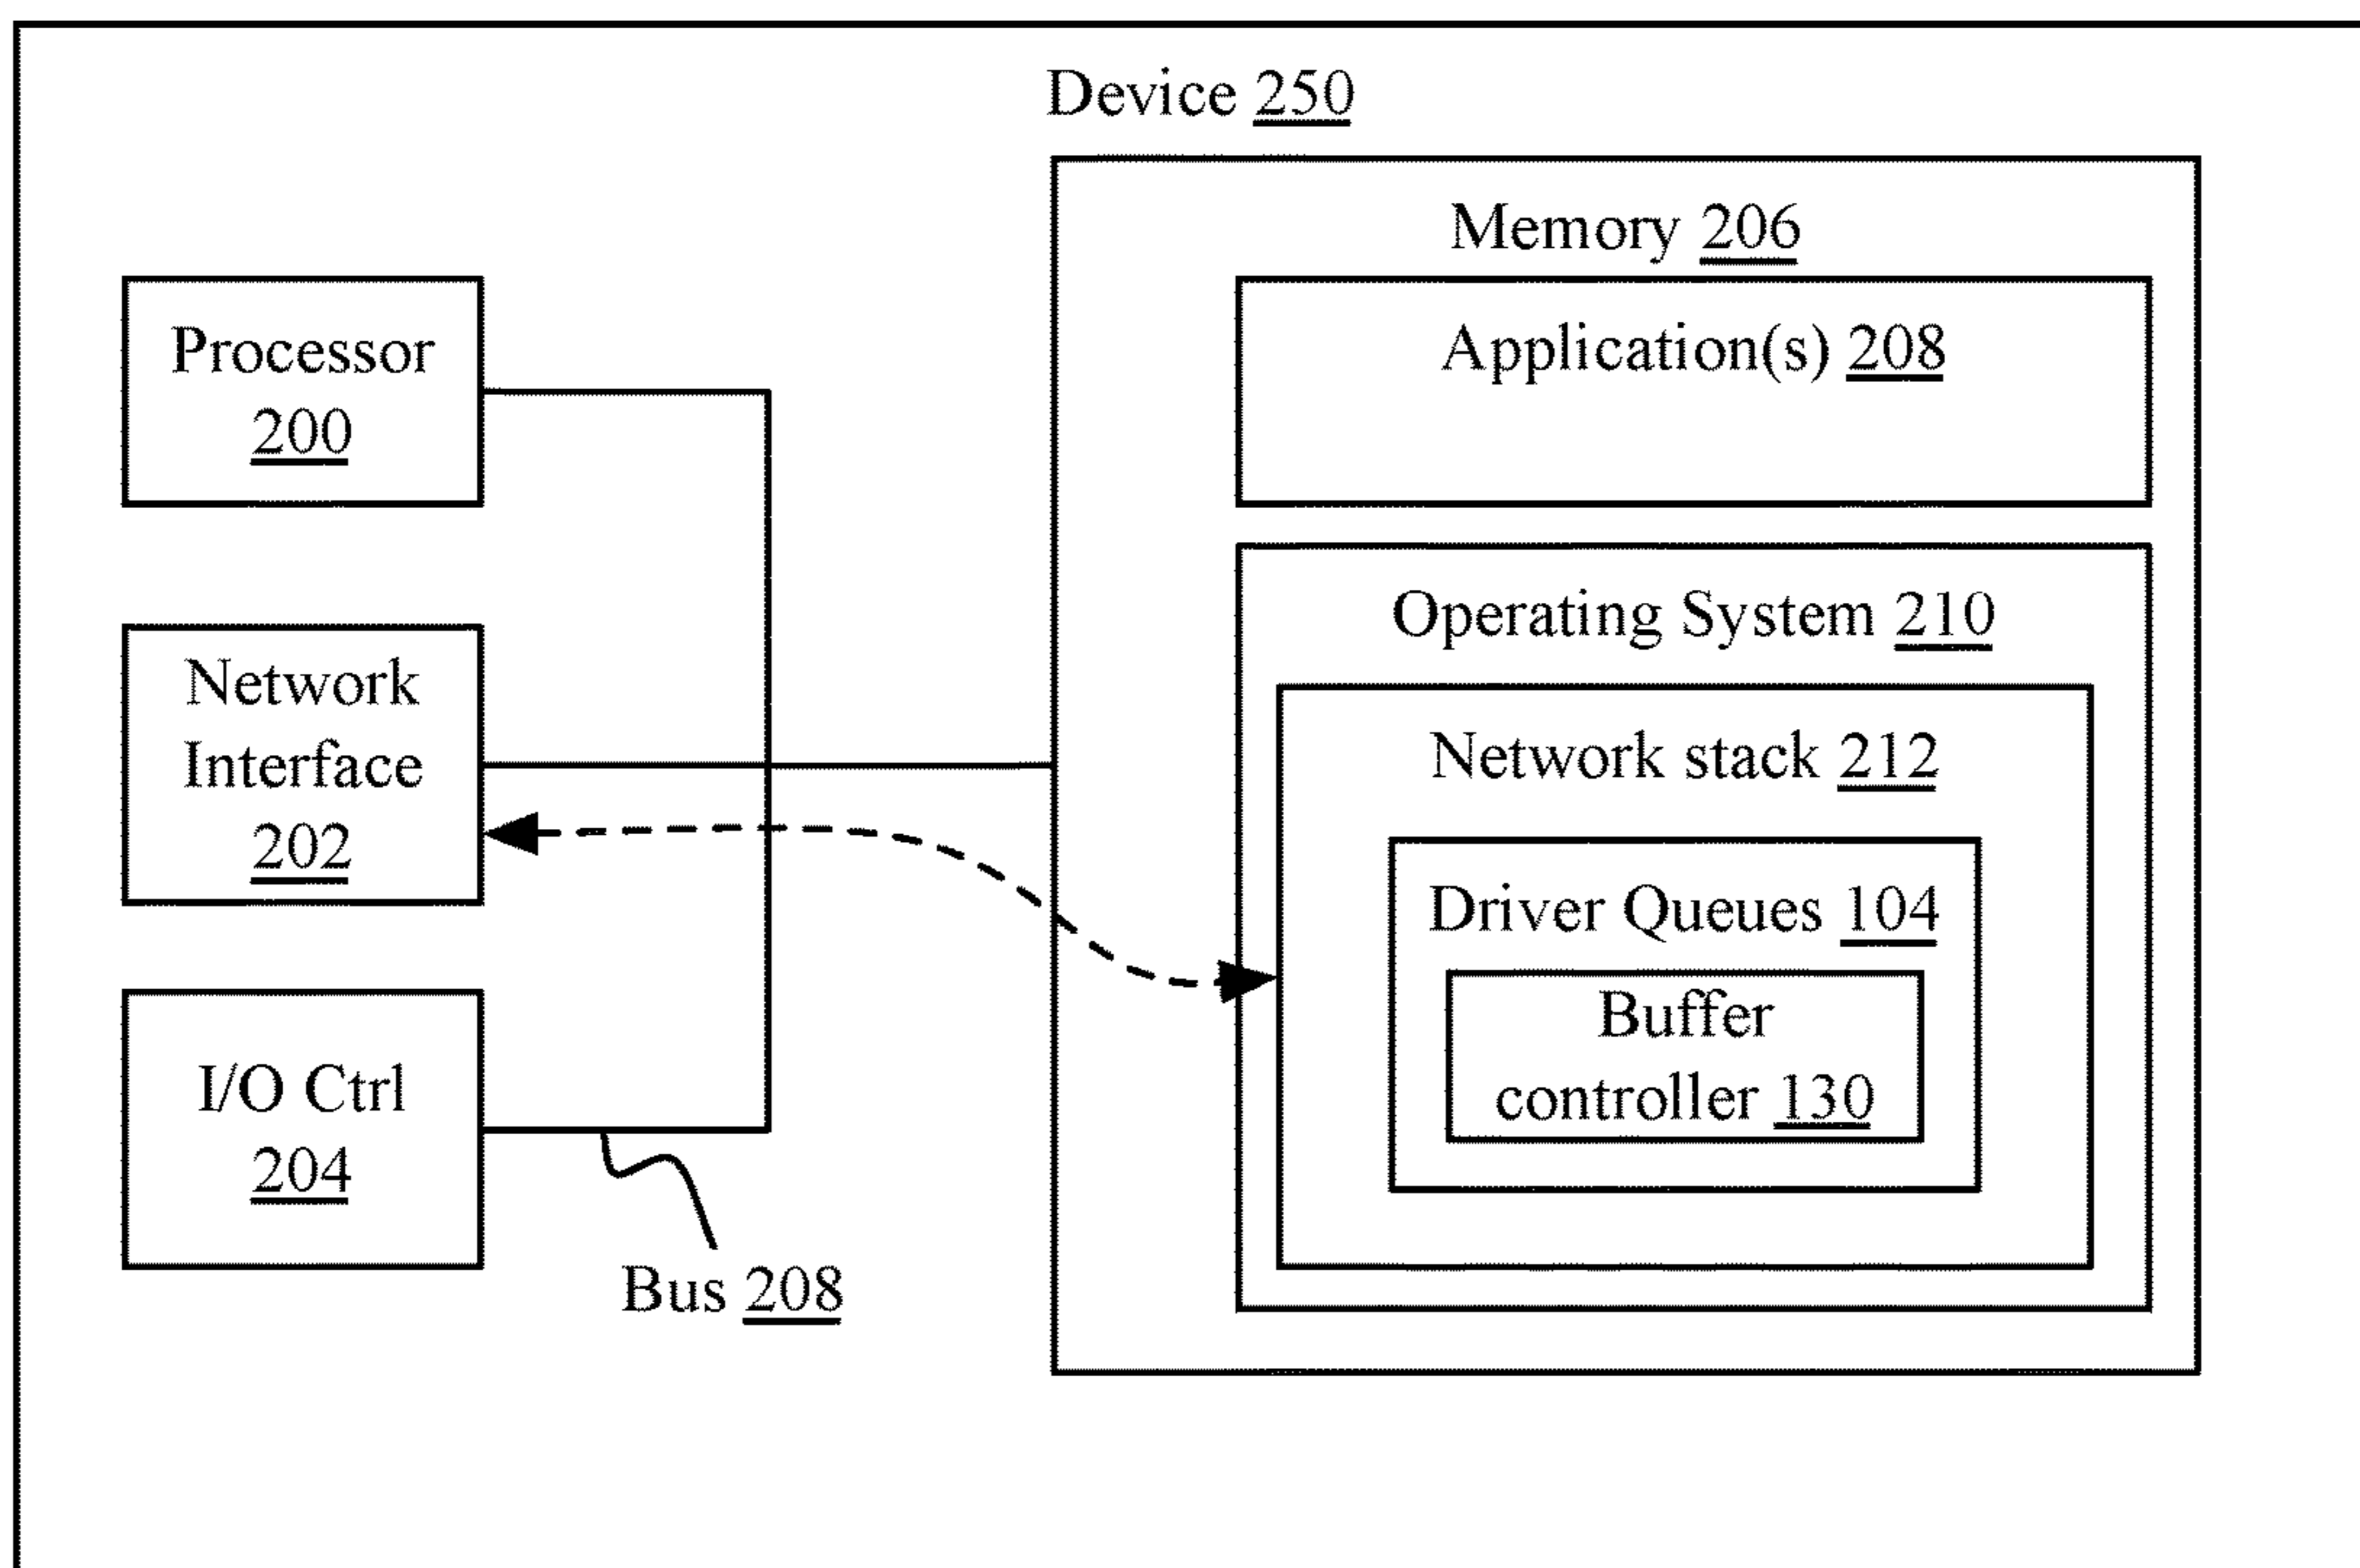 Device 250
Memory 206
Application(s) 208
Processor
200
Operating System 210
Network
Interface
202
Network stack 212
Driver Queues 104
Buffer
controller 130
I/O Ctrl
204
Bus 208